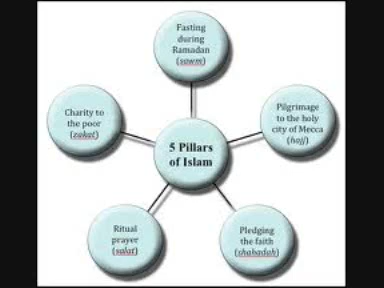 Fasting
during
Ramadan
(sawm)
Charity to
the poor
(zakat)
Pilgrimage
to the holy
city of Mecca
(hajj)
5 Pillars
of Islam
Ritual
prayer
(salat)
Pledging
the faith
(shahadah)